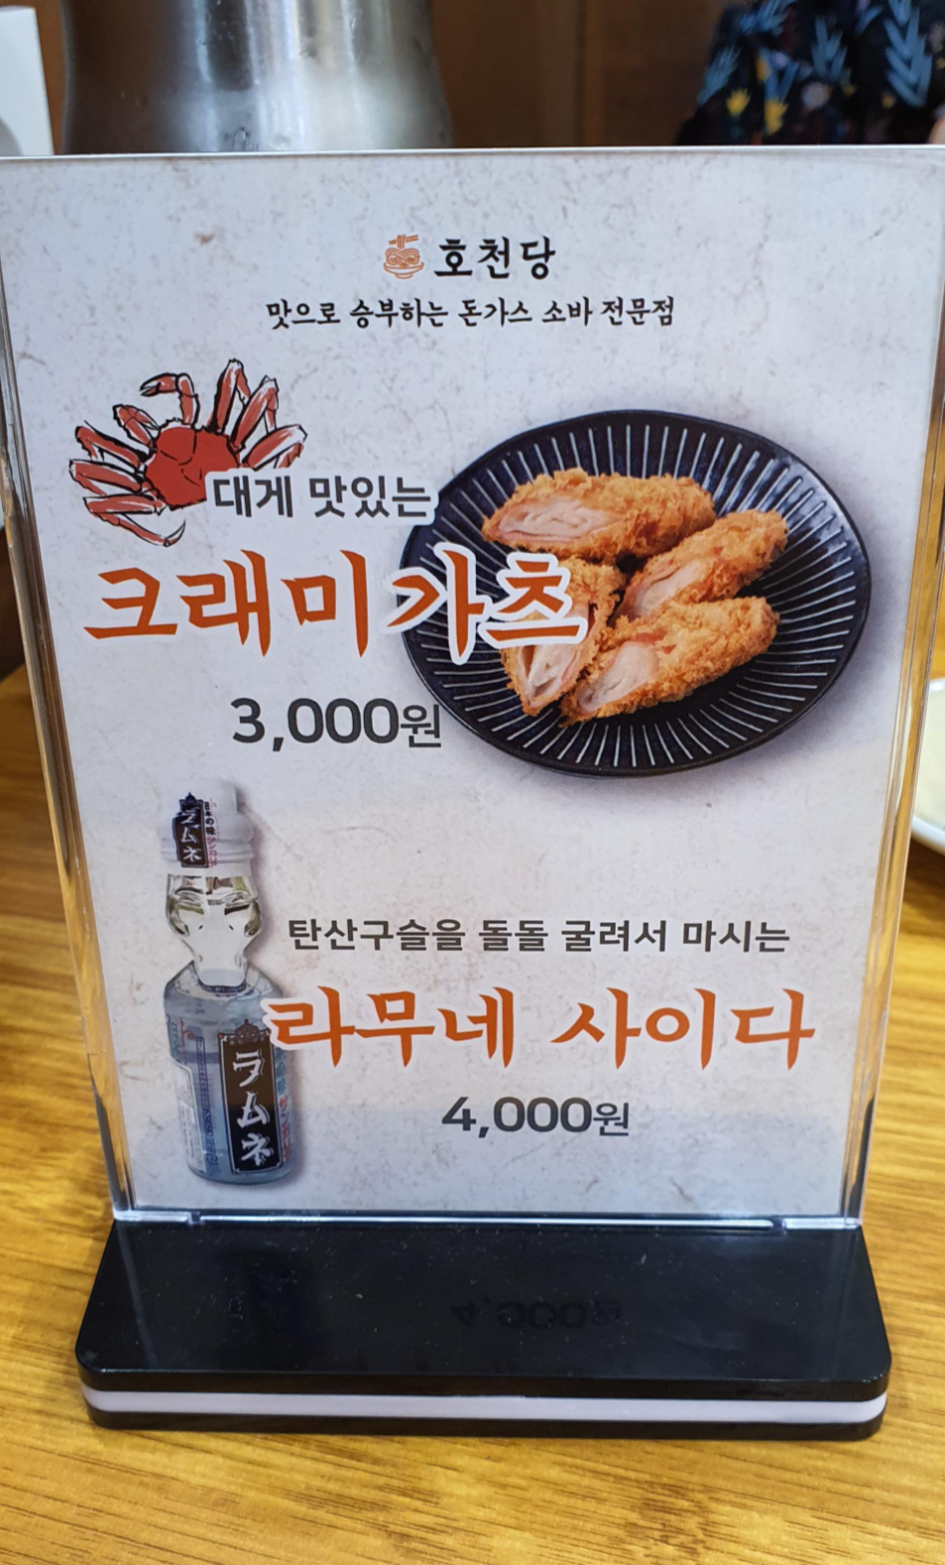 호천당
맛으로 승부하는 돈가스 소바 전문점
대게 맛있는
크래미가츠
3,000원
ラムネ
탄산구슬을 돌돌 굴려서 마시는
라무네 사이다
ラムネ
4,000원